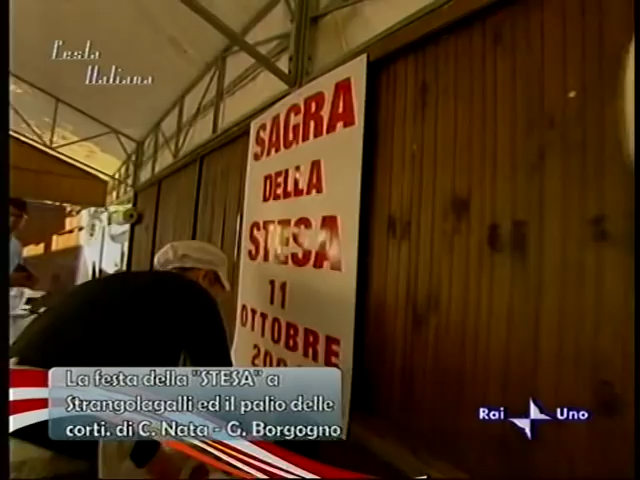 Festa
Italiana
SAGRA
DELLA
STESA
11
OTTOBRE
La festa della "STESA" a
Strangolagalli ed il palio delle
corti. di C. Nata - G. Borgogno
Rai Uno